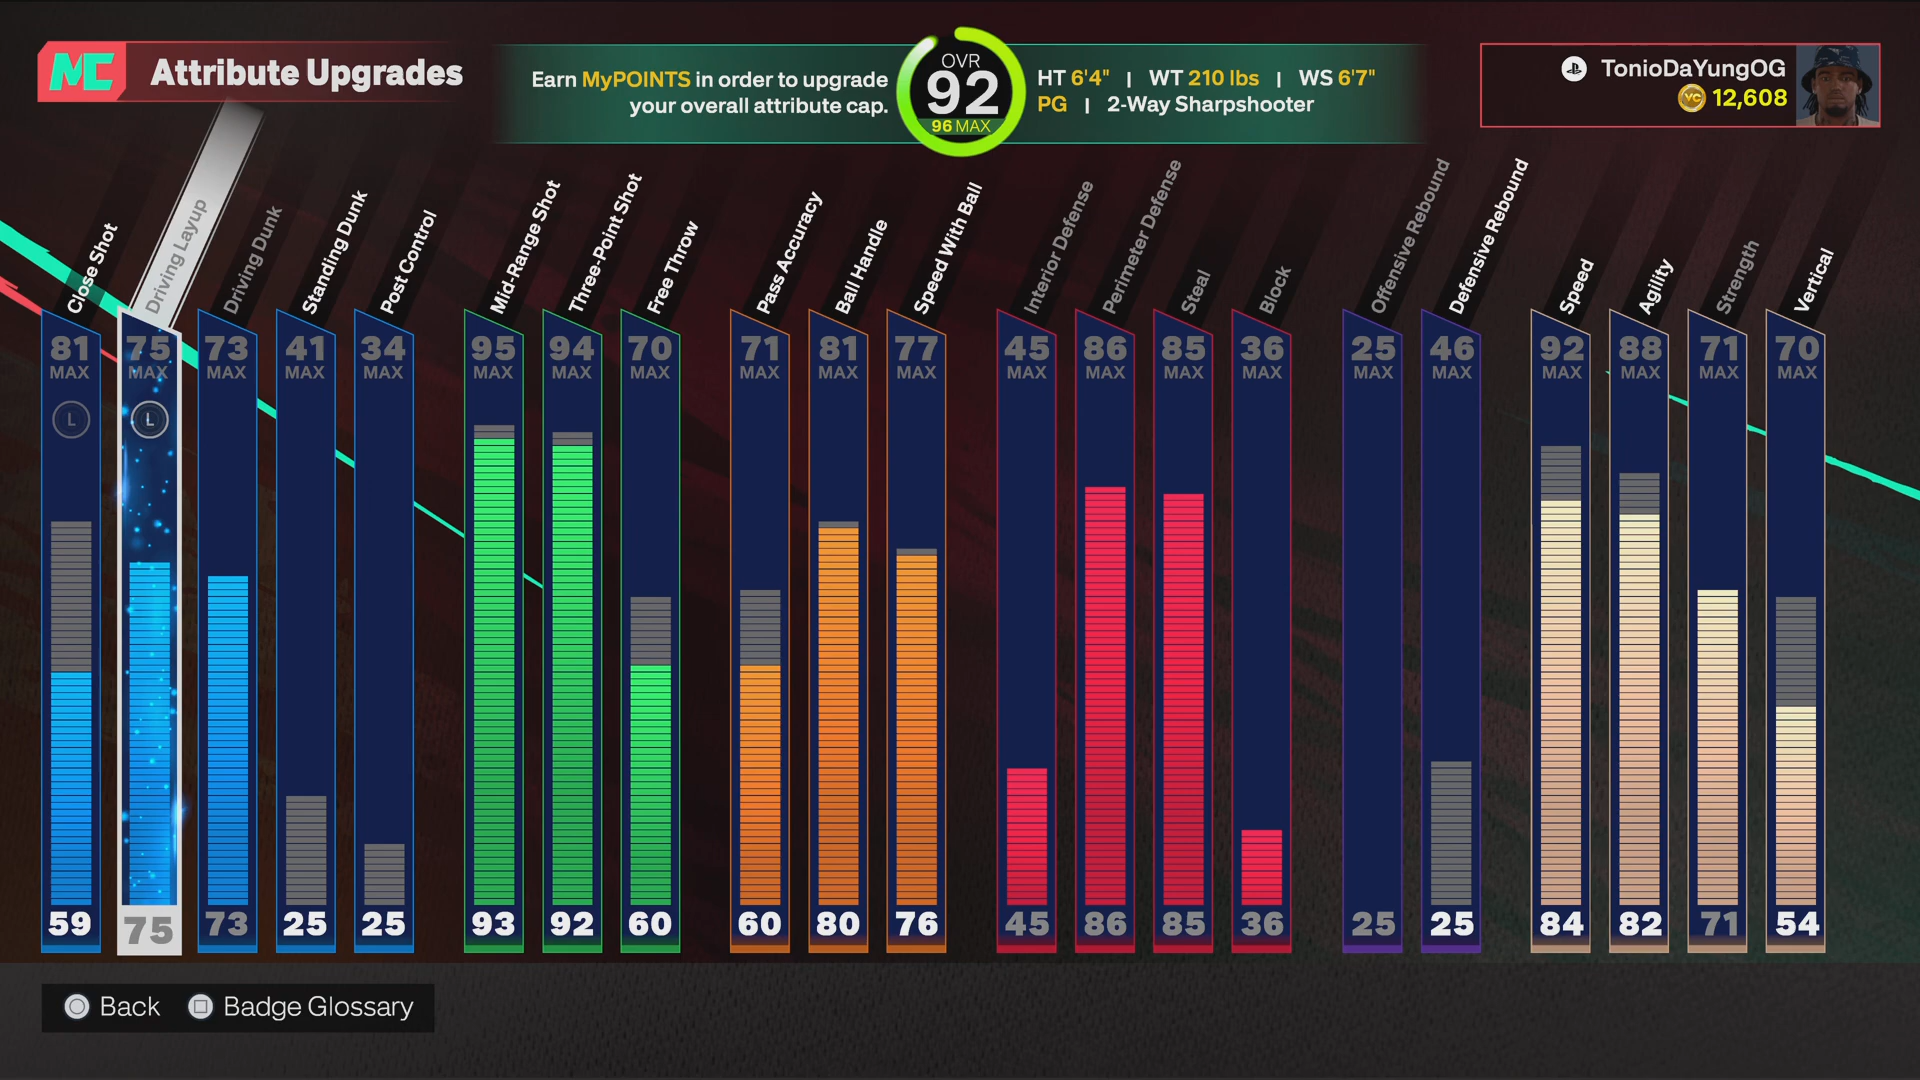 MC Attribute Upgrades
Earn MyPOINTS in order to upgrade
your overall attribute cap.
OVR
92
96 MAX
HT 6'4" | WT 210 lbs | WS 6'7"
PG | 2-Way Sharpshooter
TonioDaYungOG
VC 12,608
Close Shot
Driving Layup
Driving Dunk
Standing Dunk
Post Control
Mid-Range Shot
Three-Point Shot
Free Throw
Pass Accuracy
Ball Handle
Speed With Ball
Interior Defense
Perimeter Defense
Steal
Block
Offensive Rebound
Defensive Rebound
Speed
Agility
Strength
Vertical
81 75 73 41 34 95 94 70 71 81 77 45 86 85 36 25 46 92 88 71 70
MAX MAX MAX MAX MAX MAX MAX MAX MAX MAX MAX MAX MAX MAX MAX MAX MAX MAX MAX MAX MAX
L L
59 75 73 25 25 93 92 60 60 80 76 45 86 85 36 25 25 84 82 71 54
Back Badge Glossary